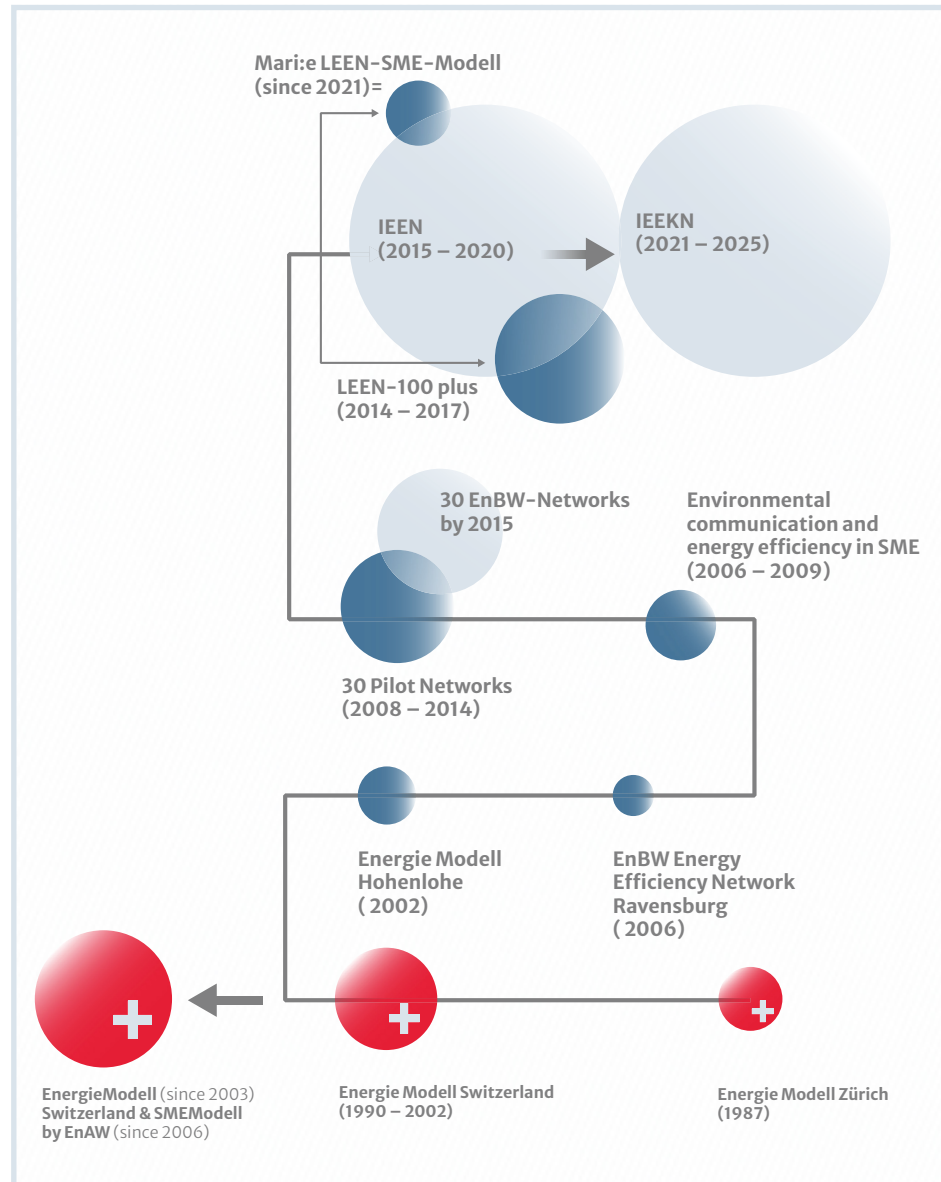 Mari:e LEEN-SME-Modell
(since 2021)=
IEEN
(2015 – 2020)
IEEKN
(2021 – 2025)
LEEN-100 plus
(2014 – 2017)
30 EnBW-Networks
by 2015
Environmental
communication and
energy efficiency in SME
(2006 – 2009)
30 Pilot Networks
(2008 – 2014)
Energie Modell
Hohenlohe
( 2002)
EnBW Energy
Efficiency Network
Ravensburg
( 2006)
EnergieModell (since 2003)
Switzerland & SMEModell
by EnAW (since 2006)
Energie Modell Switzerland
(1990 – 2002)
Energie Modell Zürich
(1987)